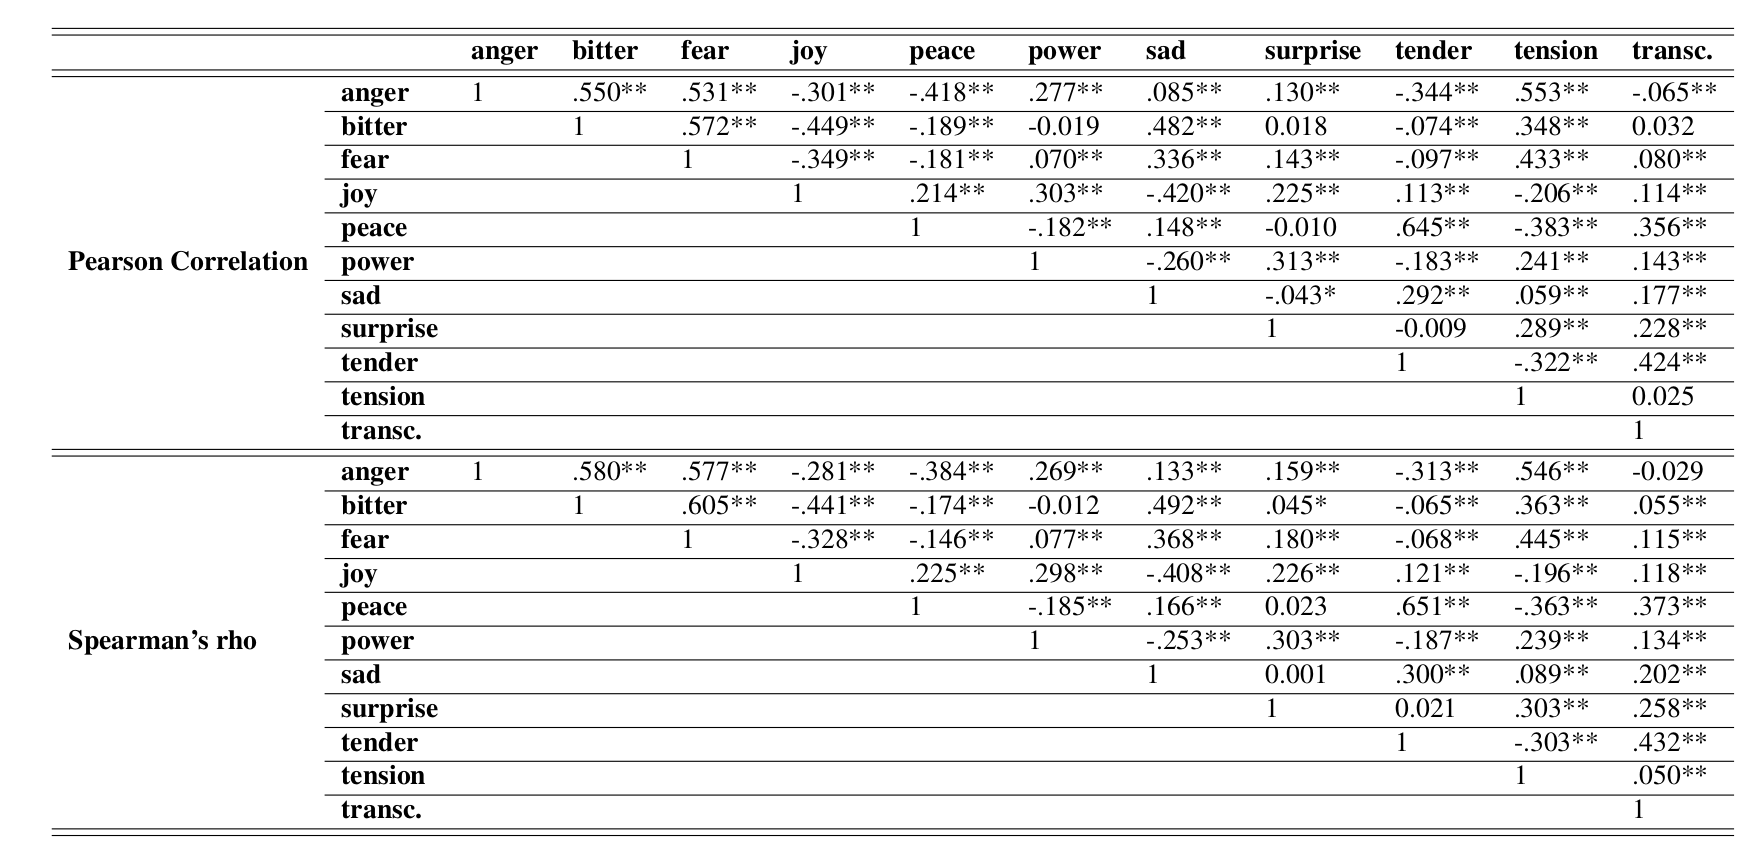 anger bitter fear joy peace power sad surprise tender tension transc.
anger 1 .550** .531** -.301** -.418** .277** .085** .130** -.344** .553** -.065**
bitter 1 .572** -.449** -.189** -0.019 .482** 0.018 -.074** .348** 0.032
fear 1 -.349** -.181** .070** .336** .143** -.097** .433** .080**
joy 1 .214** .303** -.420** .225** .113** -.206** .114**
peace 1 -.182** .148** -0.010 .645** -.383** .356**
Pearson Correlation power 1 -.260** .313** -.183** .241** .143**
sad 1 -.043* .292** .059** .177**
surprise 1 -0.009 .289** .228**
tender 1 -.322** .424**
tension 1 0.025
transc. 1
anger 1 .580** .577** -.281** -.384** .269** .133** .159** -.313** .546** -0.029
bitter 1 .605** -.441** -.174** -0.012 .492** .045* -.065** .363** .055**
fear 1 -.328** -.146** .077** .368** .180** -.068** .445** .115**
joy 1 .225** .298** -.408** .226** .121** -.196** .118**
peace 1 -.185** .166** 0.023 .651** -.363** .373**
Spearman's rho power 1 -.253** .303** -.187** .239** .134**
sad 1 0.001 .300** .089** .202**
surprise 1 0.021 .303** .258**
tender 1 -.303** .432**
tension 1 .050**
transc. 1